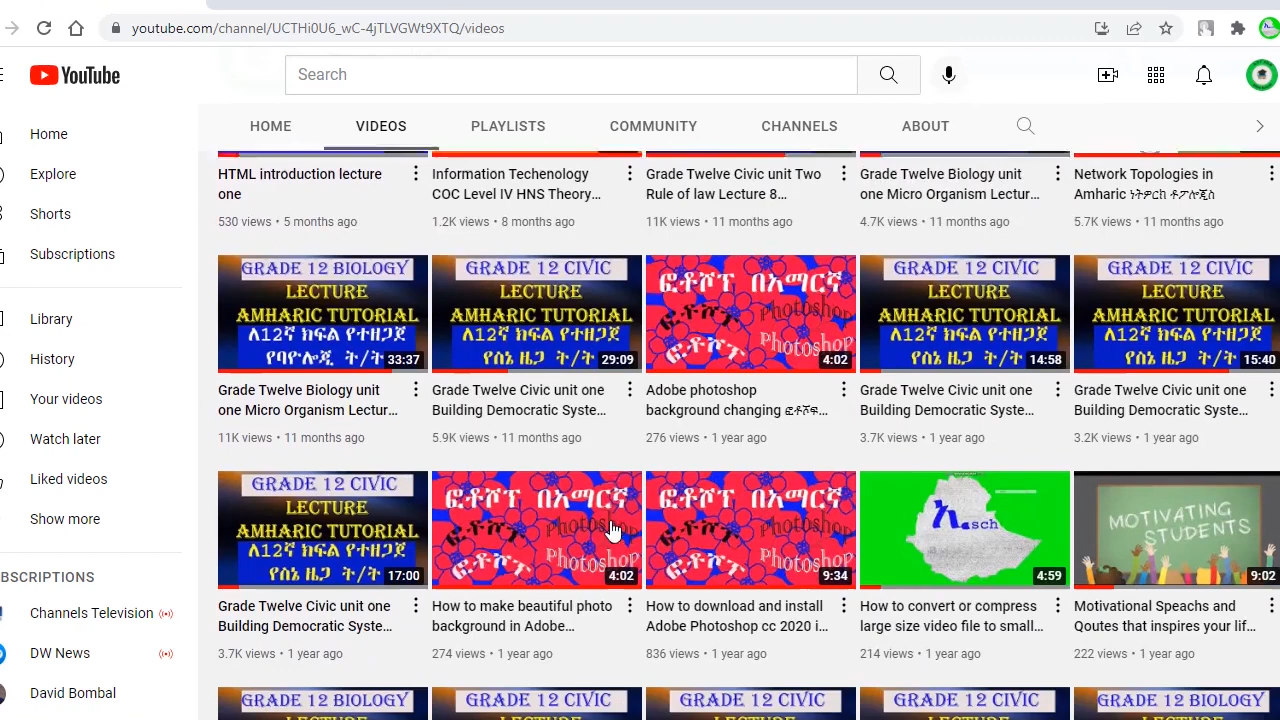 youtube.com/channel/UCTHi0U6_wC-4jTLVGWt9XTQ/videos
YouTube
Search
HOME VIDEOS PLAYLISTS COMMUNITY CHANNELS ABOUT
Home
Explore
Shorts
Subscriptions
Library
History
Your videos
Watch later
Liked videos
Show more
BSCRIPTIONS
Channels Television
DW News
David Bombal
HTML introduction lecture
one
530 views • 5 months ago
Information Techenology
COC Level IV HNS Theory...
1.2K views • 8 months ago
Grade Twelve Civic unit Two
Rule of law Lecture 8...
11K views • 11 months ago
Grade Twelve Biology unit
one Micro Organism Lectur...
4.7K views • 11 months ago
Network Topologies in
Amharic ኔትዎርክ ቶፖሎጂስ
5.7K views • 11 months ago
GRADE 12 BIOLOGY
LECTURE
AMHARIC TUTORIAL
ለ12ኛ ክፍል የተዘጋጀ
የባዮሎጂ ት/ት
33:37
Grade Twelve Biology unit
one Micro Organism Lectur...
11K views • 11 months ago
GRADE 12 CIVIC
LECTURE
AMHARIC TUTORIAL
ለ12ኛ ክፍል የተዘጋጀ
የስነ ዜጋ ት/ት
29:09
Grade Twelve Civic unit one
Building Democratic Syste...
5.9K views • 11 months ago
ፎቶሾፕ በአማርኛ
ፎቶሾፕ
Photoshop
ፎቶሾፕ
Photoshop
4:02
Adobe photoshop
background changing ፎቶሾፍ...
276 views • 1 year ago
GRADE 12 CIVIC
LECTURE
AMHARIC TUTORIAL
ለ12ኛ ክፍል የተዘጋጀ
የስነ ዜጋ ት/ት
14:58
Grade Twelve Civic unit one
Building Democratic Syste...
3.7K views • 1 year ago
GRADE 12 CIVIC
LECTURE
AMHARIC TUTORIAL
ለ12ኛ ክፍል የተዘጋጀ
የስነ ዜጋ ት/ት
15:40
Grade Twelve Civic unit one
Building Democratic Syste...
3.2K views • 1 year ago
GRADE 12 CIVIC
LECTURE
AMHARIC TUTORIAL
ለ12ኛ ክፍል የተዘጋጀ
የስነ ዜጋ ት/ት
17:00
Grade Twelve Civic unit one
Building Democratic Syste...
3.7K views • 1 year ago
ፎቶሾፕ በአማርኛ
ፎቶሾፕ
Photoshop
ፎቶሾፕ
Photoshop
4:02
How to make beautiful photo
background in Adobe...
274 views • 1 year ago
ፎቶሾፕ በአማርኛ
ፎቶሾፕ
Photoshop
ፎቶሾፕ
Photoshop
9:34
How to download and install
Adobe Photoshop cc 2020 i...
836 views • 1 year ago
አ.sch
4:59
How to convert or compress
large size video file to small...
214 views • 1 year ago
MOTIVATING
STUDENTS
9:02
Motivational Speachs and
Qoutes that inspires your lif...
222 views • 1 year ago
GRADE 12 BIOLOGY
GRADE 12 CIVIC
GRADE 12 CIVIC
GRADE 12 CIVIC
GRADE 12 BIOLOGY